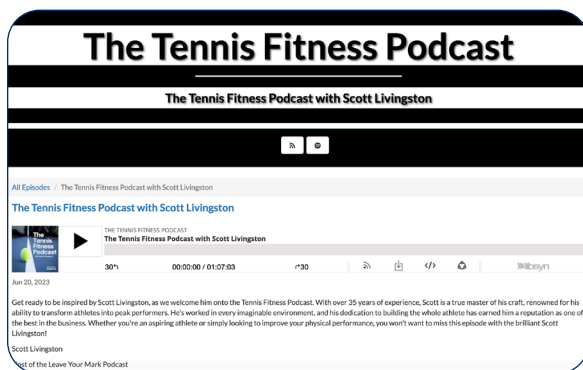 The Tennis Fitness Podcast
The Tennis Fitness Podcast with Scott Livingston
All Episodes / The Tennis Fitness Podcast with Scott Livingston
The Tennis Fitness Podcast with Scott Livingston
The
Tennis
Fitness
Podcast
THE TENNIS FITNESS PODCAST
The Tennis Fitness Podcast with Scott Livingston
30 00:00:00 / 01:07:03 30 </> libsyn
Jun 20, 2023
Get ready to be inspired by Scott Livingston, as we welcome him onto the Tennis Fitness Podcast. With over 35 years of experience, Scott is a true master of his craft, renowned for his
ability to transform athletes into peak performers. He's worked in every imaginable environment, and his dedication to building the whole athlete has earned him a reputation as one of
the best in the business. Whether you're an aspiring athlete or simply looking to improve your physical performance, you won't want to miss this episode with the brilliant Scott
Livingston!
Scott Livingston
Host of the Leave Your Mark Podcast